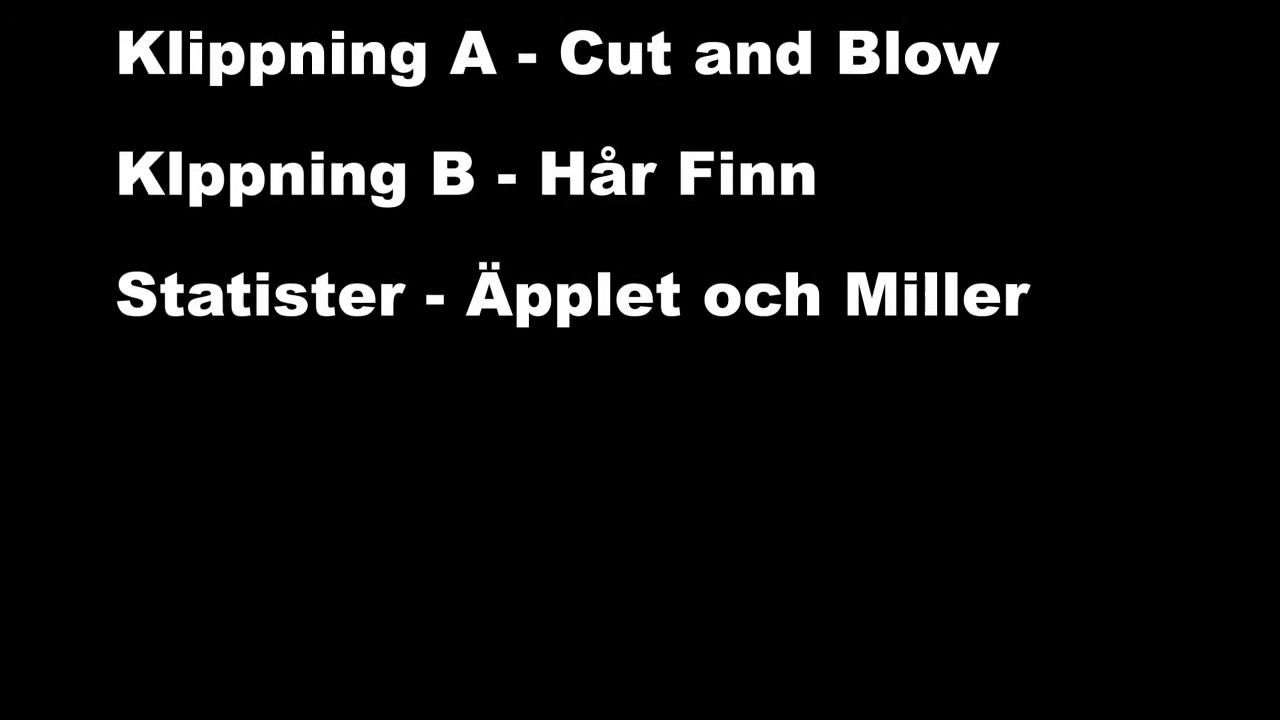 Klippning A - Cut and Blow
Klppning B - Hår Finn
Statister - Äpplet och Miller